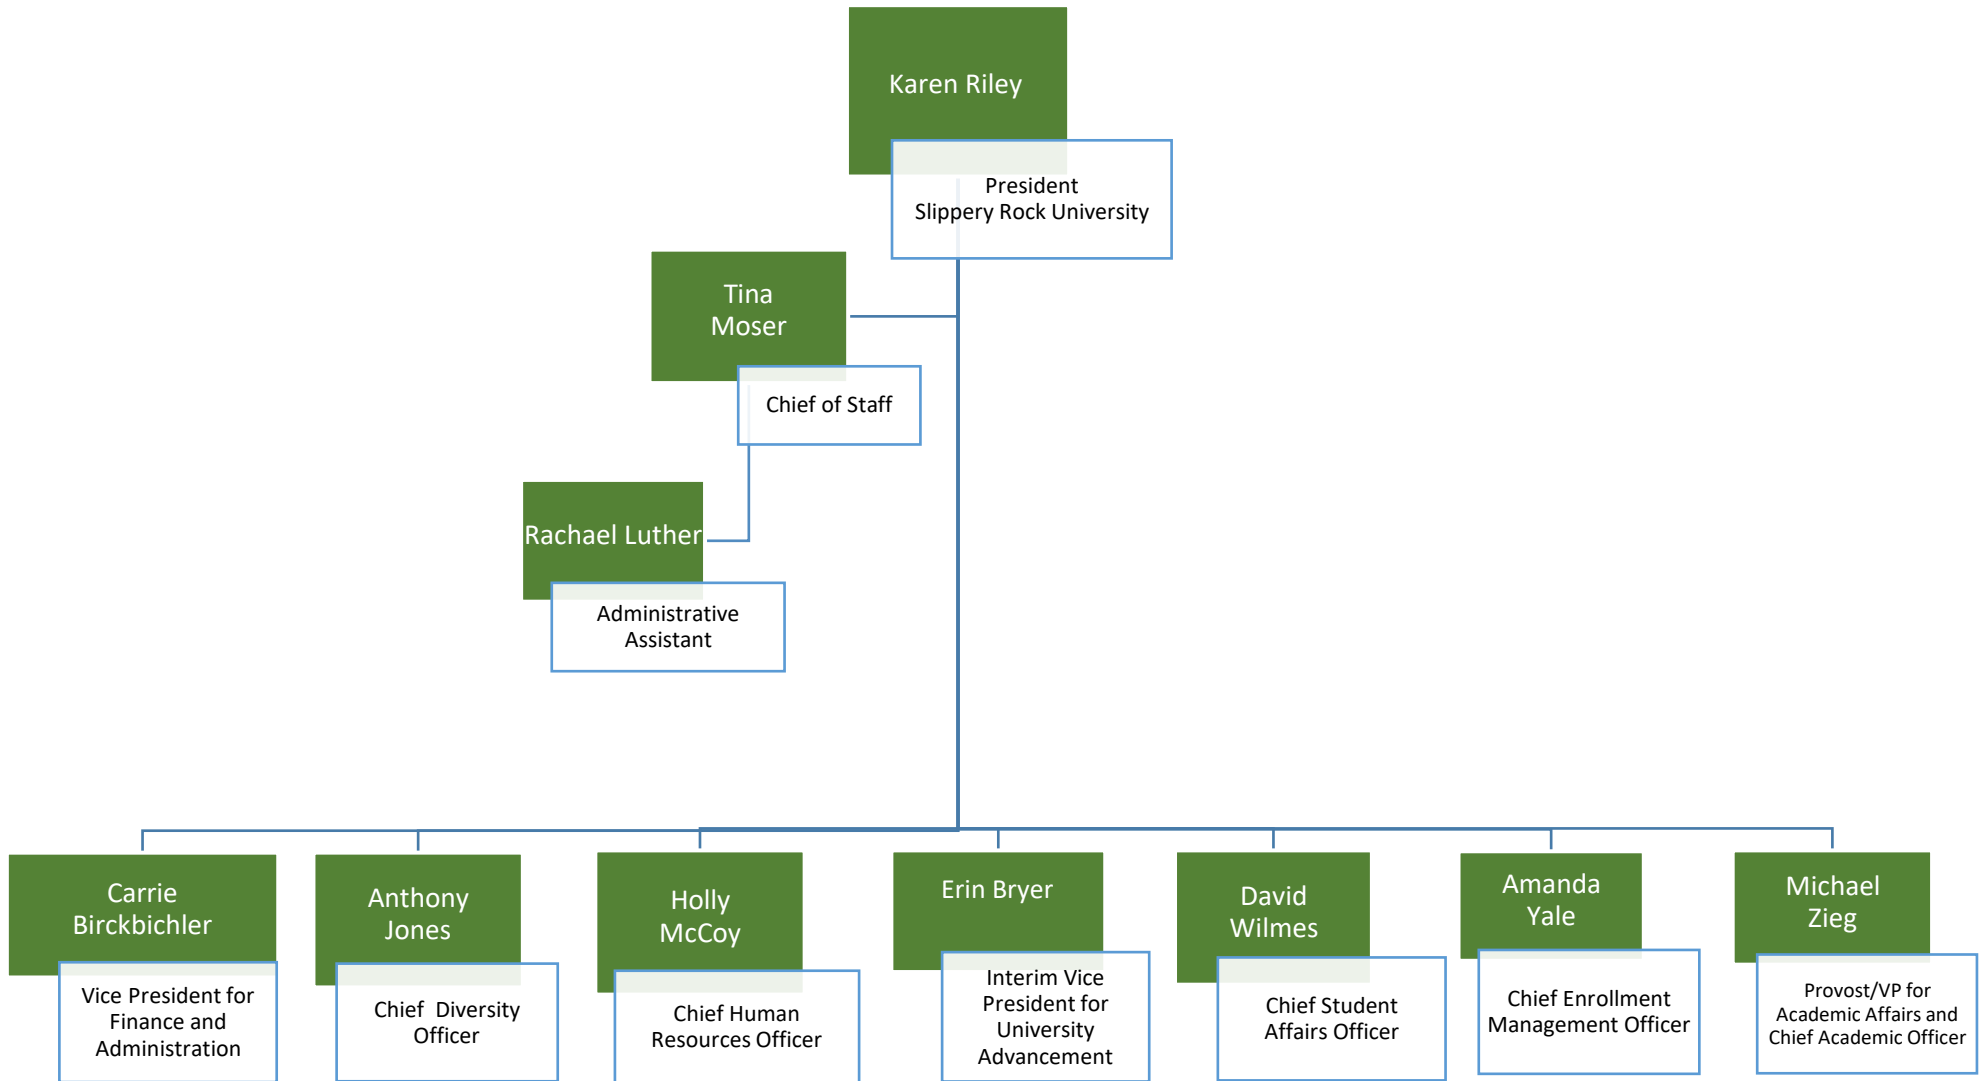 Karen Riley
President
Slippery Rock University
Tina
Moser
Chief of Staff
Rachael Luther
Administrative
Assistant
Carrie
Birckbichler
Vice President for
Finance and
Administration
Anthony
Jones
Chief  Diversity
Officer
Holly
McCoy
Chief Human
Resources Officer
Erin Bryer
Interim Vice
President for
University
Advancement
David
Wilmes
Chief Student
Affairs Officer
Amanda
Yale
Chief Enrollment
Management Officer
Michael
Zieg
Provost/VP for
Academic Affairs and
Chief Academic Officer